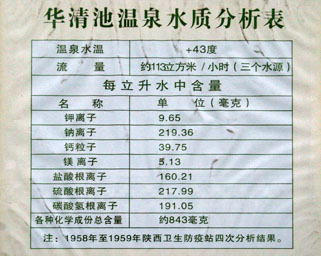 华清池温泉水质分析表
温泉水温 +43度
流量 约113立方米/小时(三个水源)
每立升水中含量
名称 单位(毫克)
钾离子 9.65
钠离子 219.36
钙粒子 39.75
镁离子 5.13
盐酸根离子 160.21
硫酸根离子 217.99
碳酸氢根离子 191.05
各种化学成份总含量 约843毫克
注:1958年至1959年陕西卫生防疫站四次分析结果。